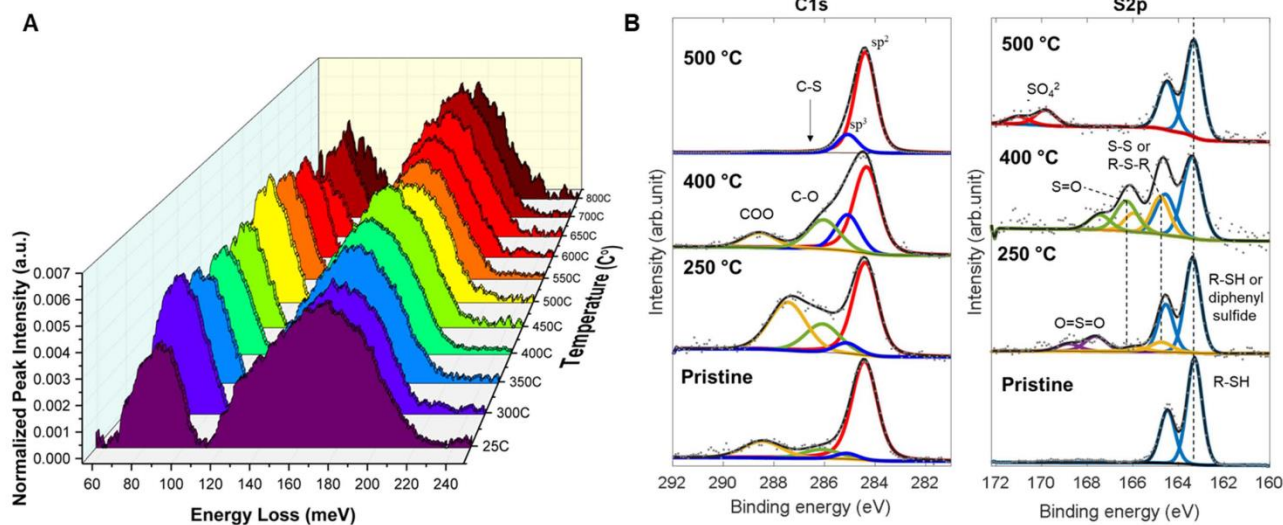 A
Normalized Peak Intensity (a.u.)
0.007
0.006
0.005
0.004
0.003
0.002
0.001
0.000
60 80 100 120 140 160 180 200 220 240
Energy Loss (meV)
800C
700C
650C
600C
550C
500C
450C
400C
350C
300C
25C
Temperature (C°)
B
C1s
500 °C
sp²
C-S
sp³
400 °C
C-O
COO
250 °C
Pristine
Intensity (arb.unit)
292 290 288 286 284 282
Binding energy (eV)
S2p
500 °C
SO₄²
400 °C
S-S or
R-S-R
S=O
250 °C
R-SH or
diphenyl
sulfide
O=S=O
Pristine
R-SH
Intensity (arb.unit)
172 170 168 166 164 162 160
Binding energy (eV)